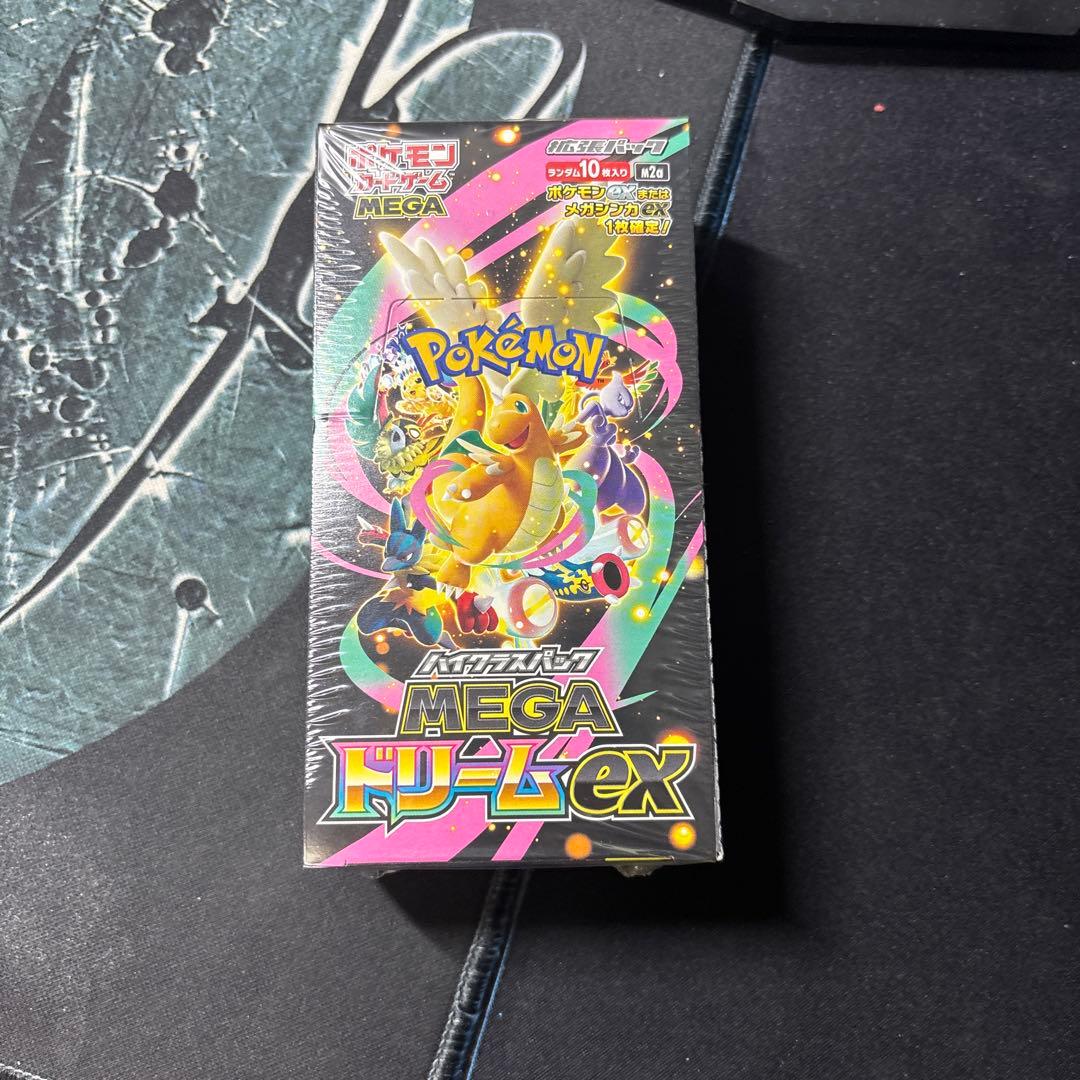 ポケモン
カードゲーム
MEGA
拡張パック
ランダム10枚入り M2a
ポケモンexまたは
メガシンカex
1枚確定!
POKéMON
TM
ハイクラスパック
MEGA
ドリームex